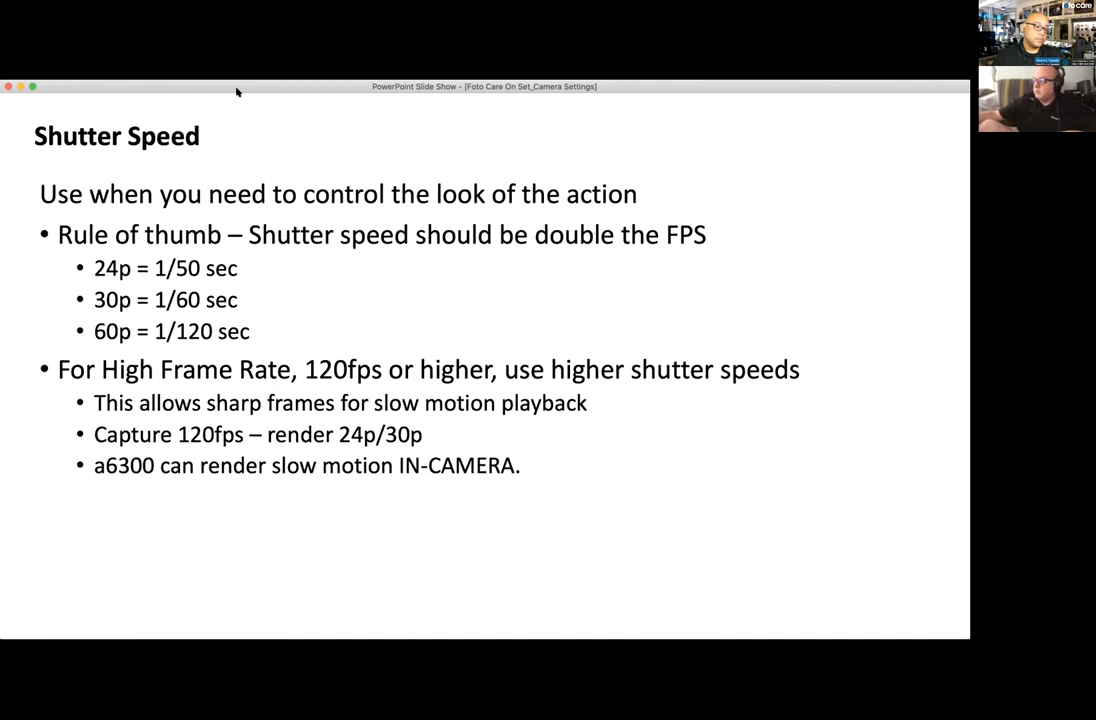 foto care
PowerPoint Slide Show - [Foto Care On Set_Camera Settings]
Shutter Speed
Use when you need to control the look of the action
• Rule of thumb – Shutter speed should be double the FPS
• 24p = 1/50 sec
• 30p = 1/60 sec
• 60p = 1/120 sec
• For High Frame Rate, 120fps or higher, use higher shutter speeds
• This allows sharp frames for slow motion playback
• Capture 120fps – render 24p/30p
• a6300 can render slow motion IN-CAMERA.